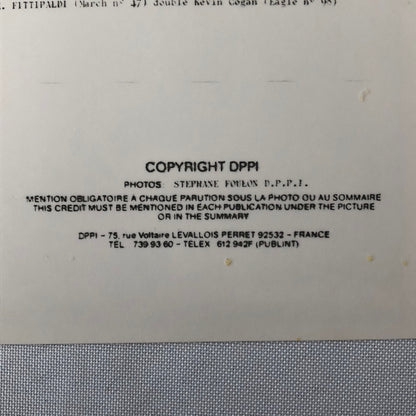 . FITTIPALDI (March n° 47) double Kevin Cogan (Eagle n° 98)
COPYRIGHT DPPI
PHOTOS: STEPHANE FOULON D.P.P.I.
MENTION OBLIGATOIRE A CHAQUE PARUTION SOUS LA PHOTO OU AU SOMMAIRE
THIS CREDIT MUST BE MENTIONED IN EACH PUBLICATION UNDER THE PICTURE
OR IN THE SUMMARY
DPPI - 75, rue Voltaire LEVALLOIS PERRET 92532 - FRANCE
TEL 739 93 60 - TELEX 612 942F (PUBLINT)